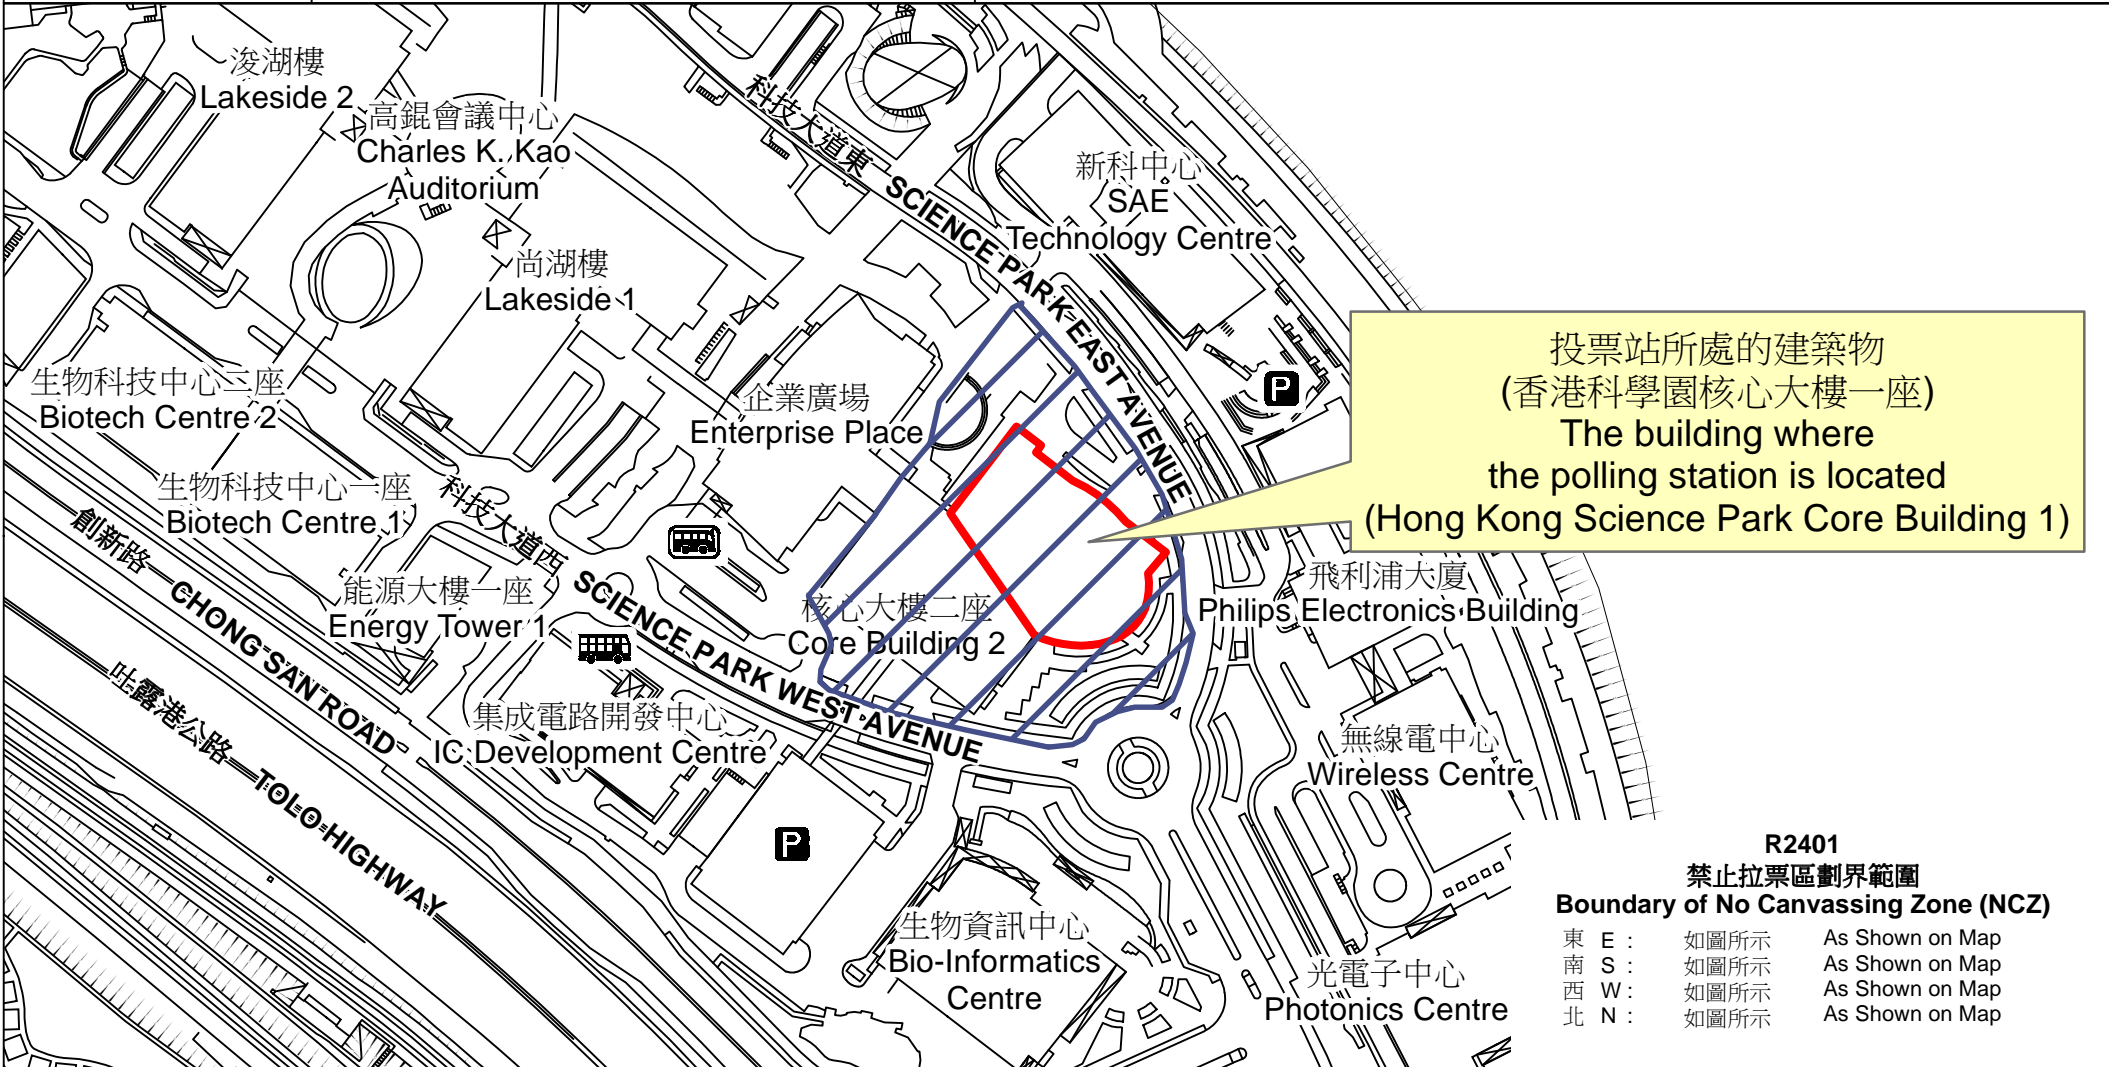 浚湖樓
Lakeside 2
高錕會議中心
Charles K. Kao
Auditorium
科技大道東 SCIENCE PARK EAST AVENUE
新科中心
SAE
Technology Centre
尚湖樓
Lakeside 1
投票站所處的建築物
(香港科學園核心大樓一座)
The building where
the polling station is located
(Hong Kong Science Park Core Building 1)
生物科技中心二座
Biotech Centre 2
企業廣場
Enterprise Place
P
生物科技中心一座
Biotech Centre 1
科技大道西 SCIENCE PARK WEST AVENUE
創新路 CHONG SAN ROAD
能源大樓一座
Energy Tower 1
核心大樓二座
Core Building 2
飛利浦大廈
Philips Electronics Building
吐露港公路 TOLO HIGHWAY
集成電路開發中心
IC Development Centre
無線電中心
Wireless Centre
P
生物資訊中心
Bio-Informatics
Centre
光電子中心
Photonics Centre
R2401
禁止拉票區劃界範圍
Boundary of No Canvassing Zone (NCZ)
東 E : 如圖所示 As Shown on Map
南 S : 如圖所示 As Shown on Map
西 W : 如圖所示 As Shown on Map
北 N : 如圖所示 As Shown on Map